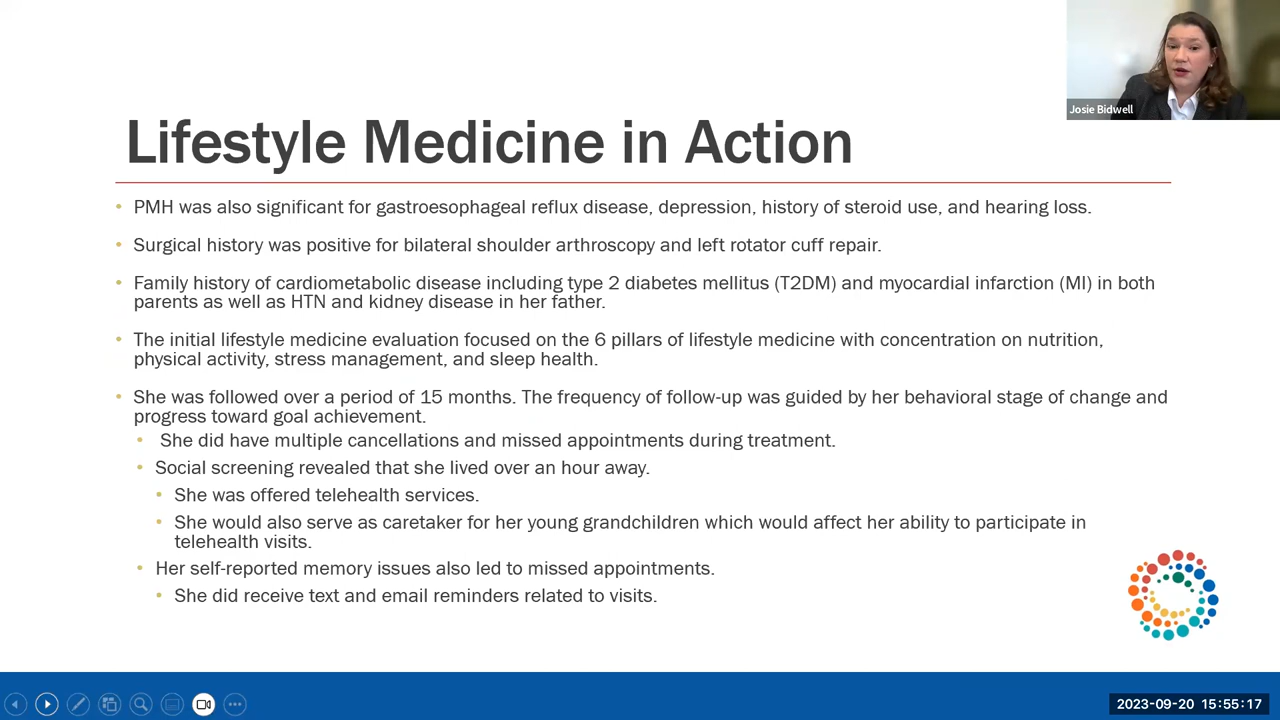 Josie Bidwell
Lifestyle Medicine in Action
• PMH was also significant for gastroesophageal reflux disease, depression, history of steroid use, and hearing loss.
• Surgical history was positive for bilateral shoulder arthroscopy and left rotator cuff repair.
• Family history of cardiometabolic disease including type 2 diabetes mellitus (T2DM) and myocardial infarction (MI) in both
parents as well as HTN and kidney disease in her father.
• The initial lifestyle medicine evaluation focused on the 6 pillars of lifestyle medicine with concentration on nutrition,
physical activity, stress management, and sleep health.
• She was followed over a period of 15 months. The frequency of follow-up was guided by her behavioral stage of change and
progress toward goal achievement.
• She did have multiple cancellations and missed appointments during treatment.
• Social screening revealed that she lived over an hour away.
• She was offered telehealth services.
• She would also serve as caretaker for her young grandchildren which would affect her ability to participate in
telehealth visits.
• Her self-reported memory issues also led to missed appointments.
• She did receive text and email reminders related to visits.
2023-09-20 15:55:17